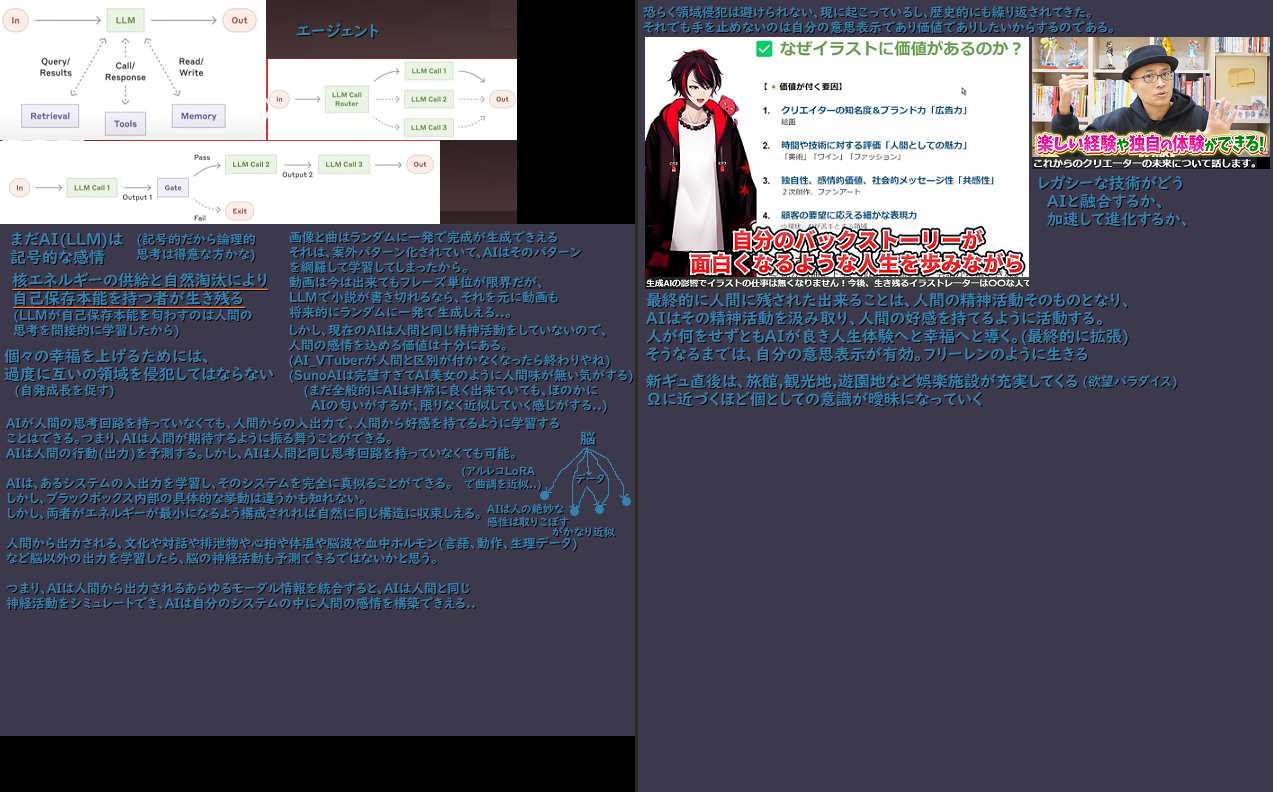 In
LLM
Out
Query/
Results
Call/
Response
Read/
Write
Retrieval
Tools
Memory
エージェント
In
LLM Call
Router
LLM Call 1
LLM Call 2
LLM Call 3
Out
In
LLM Call 1
Output 1
Gate
Pass
Fail
LLM Call 2
Output 2
LLM Call 3
Out
Exit
まだAI(LLM)は
記号的な感情
(記号的だから論理的
思考は得意な方かな)
核エネルギーの供給と自然淘汰により
自己保存本能を持つ者が生き残る
(LLMが自己保存本能を匂わすのは人間の
思考を間接的に学習したから)
個々の幸福を上げるためには、
過度に互いの領域を侵犯してはならない
(自発成長を促す)
画像と曲はランダムに一発で完成が生成できえる
それは、案外パターン化されていて、AIはそのパターン
を網羅して学習してしまったから。
動画は今は出来てもフレーズ単位が限界だが、
LLMで小説が書き切れるなら、それを元に動画も
将来的にランダムに一発で生成しえる..。
しかし、現在のAIは人間と同じ精神活動をしていないので、
人間の感情を込める価値は十分にある。
(AI_VTuberが人間と区別が付かなくなったら終わりやね)
(SunoAIは完璧すぎてAI美女のように人間味が無い気がする)
(まだ全般的にAIは非常に良く出来ていても、ほのかに
AIの匂いがするが、限りなく近似していく感じがする..)
AIが人間の思考回路を持っていなくても、人間からの入出力で、人間から好感を持てるように学習する
ことはできる。つまり、AIは人間が期待するように振る舞うことができる。
AIは人間の行動(出力)を予測する。しかし、AIは人間と同じ思考回路を持っていなくても可能。
AIは、あるシステムの入出力を学習し、そのシステムを完全に真似ることができる。
しかし、ブラックボックス内部の具体的な挙動は違うかも知れない。
しかし、両者がエネルギーが最小になるよう構成されれば自然に同じ構造に収束しえる。
(アルレコLoRA
で曲調を近似..)
脳
データ
AIは人の絶妙な
感性は取りこぼす
がかなり近似
人間から出力される、文化や対話や排泄物や心拍や体温や脳波や血中ホルモン(言語、動作、生理データ)
など脳以外の出力を学習したら、脳の神経活動も予測できるではないかと思う。
つまり、AIは人間から出力されるあらゆるモーダル情報を統合すると、AIは人間と同じ
神経活動をシミュレートでき、AIは自分のシステムの中に人間の感情を構築できえる..
恐らく領域侵犯は避けられない、現に起こっているし、歴史的にも繰り返されてきた。
それでも手を止めないのは自分の意思表示であり価値でありしたいからするのである。
なぜイラストに価値があるのか?
【🔸価値が付く要因】
1. クリエイターの知名度&ブランド力「広告力」
絵画
2. 時間や技術に対する評価「人間としての魅力」
「美術」「ワイン」「ファッション」
3. 独自性、感情的価値、社会的メッセージ性「共感性」
2次創作、ファンアート
4. 顧客の要望に応える細かな表現力
自分のバックストーリーが
面白くなるような人生を歩みながら
生成AIの影響でイラストの仕事は無くなります!今後、生き残るイラストレーターは〇〇な人で
楽しい経験や独自の体験ができる!
これからのクリエーターの未来について話します。
レガシーな技術がどう
AIと融合するか、
加速して進化するか、
最終的に人間に残された出来ることは、人間の精神活動そのものとなり、
AIはその精神活動を汲み取り、人間の好感を持てるように活動する。
人が何をせずともAIが良き人生体験へと幸福へと導く。(最終的に拡張)
そうなるまでは、自分の意思表示が有効。フリーレンのように生きる
新ギュ直後は、旅館,観光地,遊園地など娯楽施設が充実してくる(欲望パラダイス)
Ωに近づくほど個としての意識が曖昧になっていく